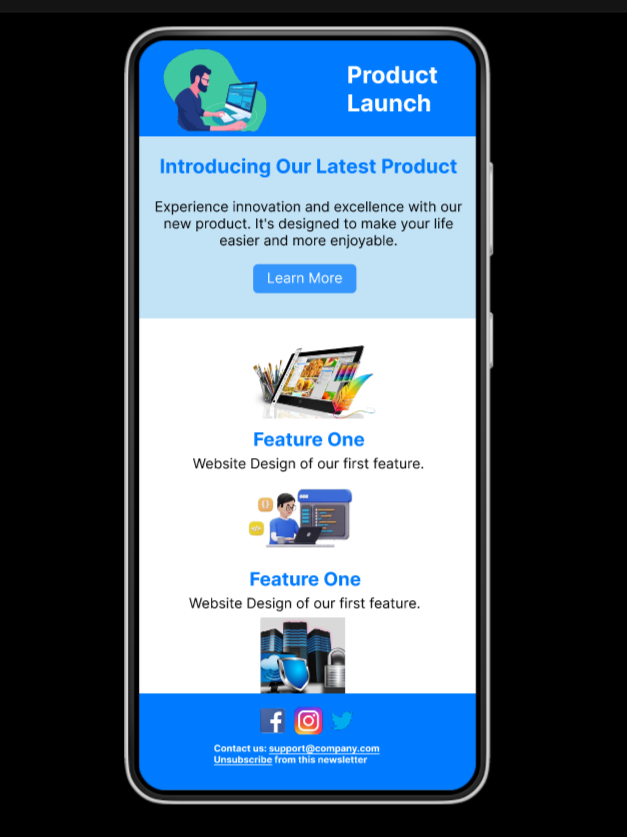 Product
Launch
Introducing Our Latest Product
Experience innovation and excellence with our
new product. It's designed to make your life
easier and more enjoyable.
Learn More
Feature One
Website Design of our first feature.
Feature One
Website Design of our first feature.
Contact us: support@company.com
Unsubscribe from this newsletter